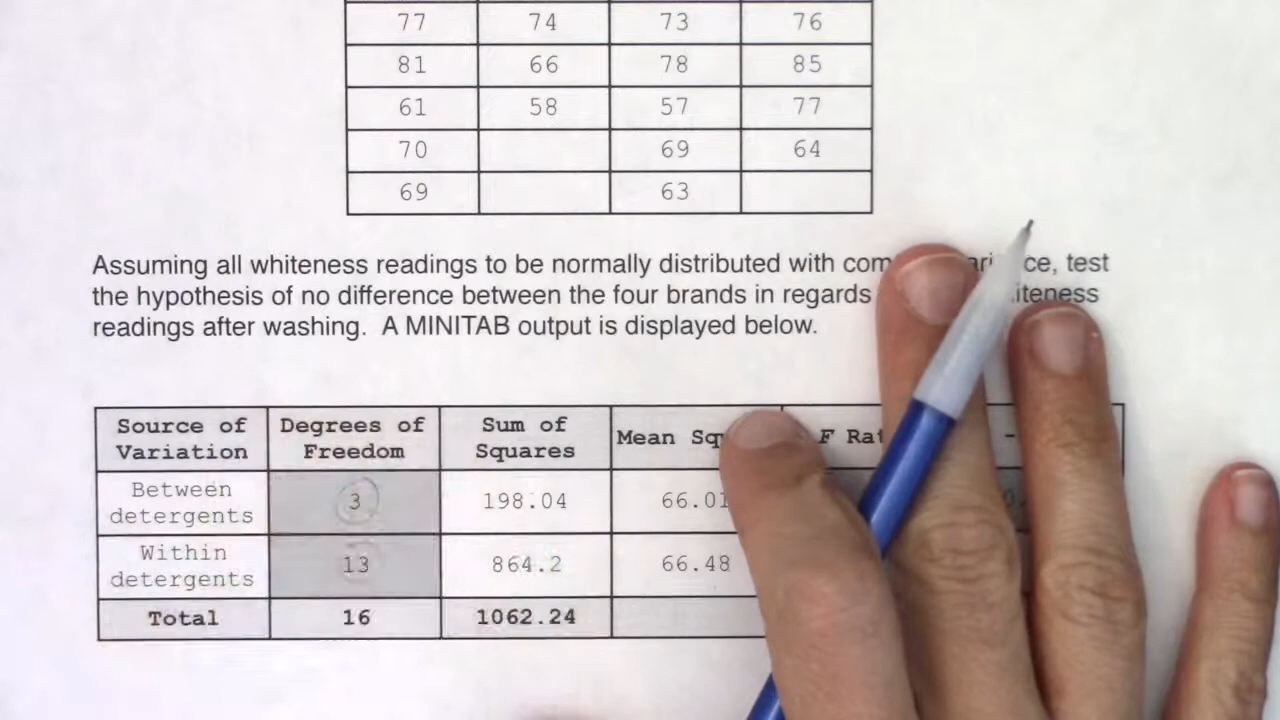 77 74 73 76
81 66 78 85
61 58 57 77
70 69 64
69 63
Assuming all whiteness readings to be normally distributed with test
the hypothesis of no difference between the four brands in regards
readings after washing. A MINITAB output is displayed below.
Source of Variation Degrees of Freedom Sum of Squares Mean F
Between detergents 3 198.04 66.01
Within detergents 13 864.2 66.48
Total 16 1062.24